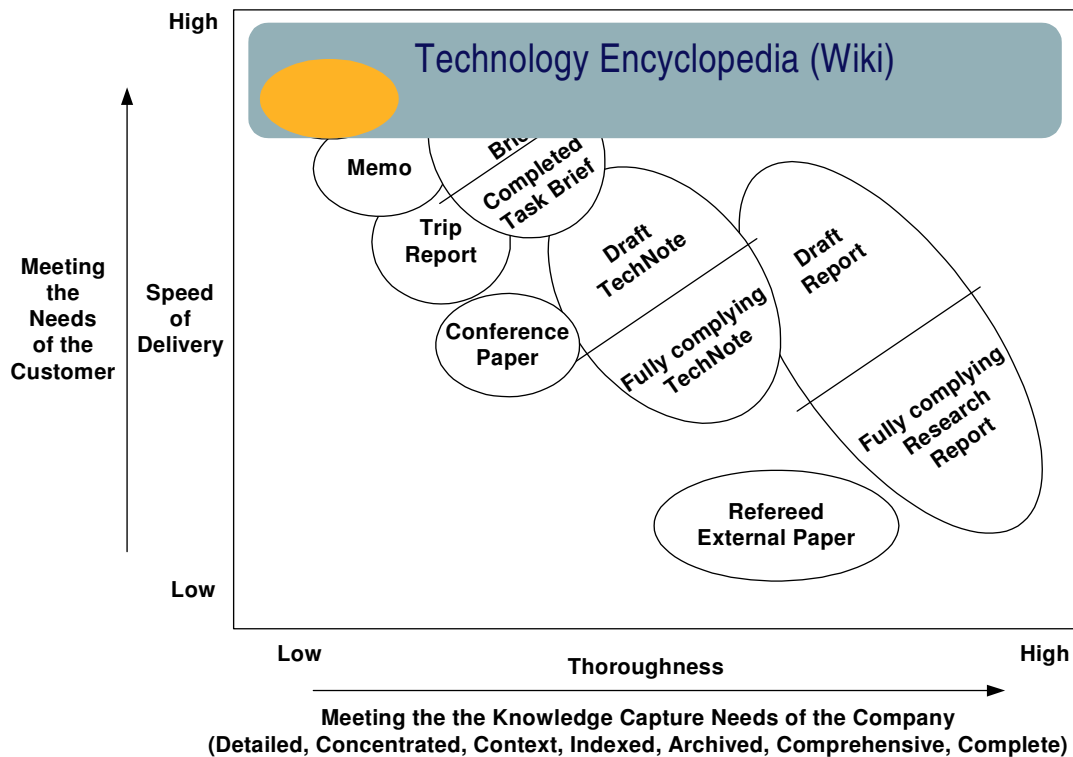 High
Technology Encyclopedia (Wiki)
Memo
Completed
Task Brief
Trip
Report
Draft
TechNote
Draft
Report
Meeting
the
Needs
of the
Customer
Speed
of
Delivery
Conference
Paper
Fully complying
TechNote
Fully complying
Research
Report
Refereed
External Paper
Low
Low
Thoroughness
High
Meeting the the Knowledge Capture Needs of the Company
(Detailed, Concentrated, Context, Indexed, Archived, Comprehensive, Complete)